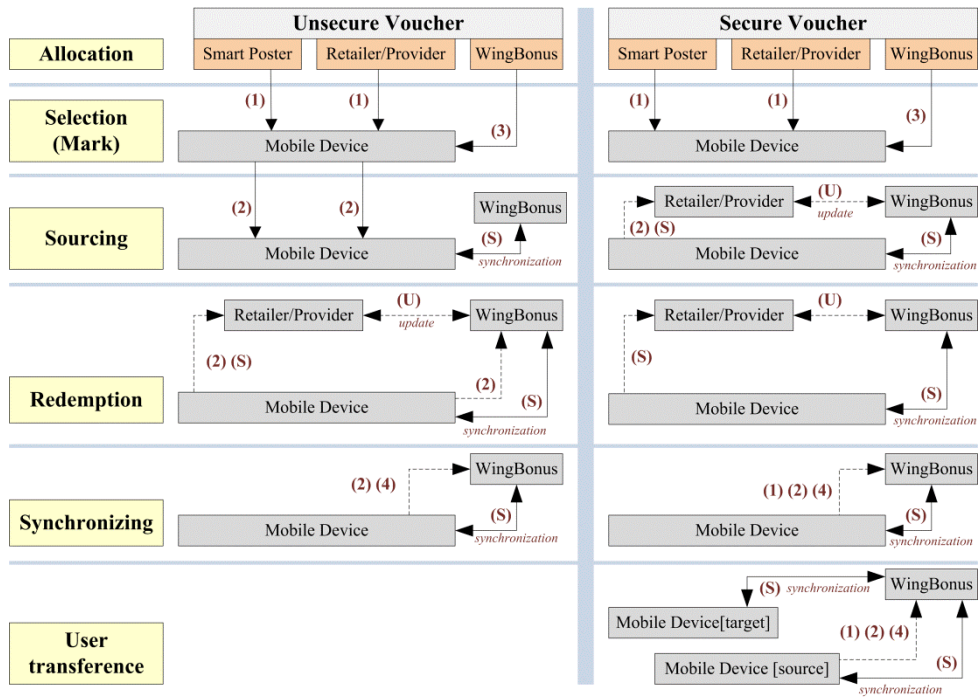 Unsecure Voucher
Secure Voucher
Allocation
Smart Poster
Retailer/Provider
WingBonus
Smart Poster
Retailer/Provider
WingBonus
Selection
(Mark)
(1)
(1)
(3)
Mobile Device
(1)
(1)
(3)
Mobile Device
Sourcing
(2)
(2)
WingBonus
(S)
Mobile Device
synchronization
Retailer/Provider
(U)
update
WingBonus
(2) (S)
(S)
Mobile Device
synchronization
Redemption
Retailer/Provider
(U)
update
WingBonus
(2) (S)
(2)
(S)
Mobile Device
synchronization
Retailer/Provider
(U)
WingBonus
(S)
(S)
Mobile Device
synchronization
Synchronizing
WingBonus
(2) (4)
(S)
Mobile Device
synchronization
WingBonus
(1) (2) (4)
(S)
Mobile Device
synchronization
User
transference
(S)
synchronization
WingBonus
Mobile Device[target]
(1) (2) (4)
(S)
Mobile Device [source]
synchronization